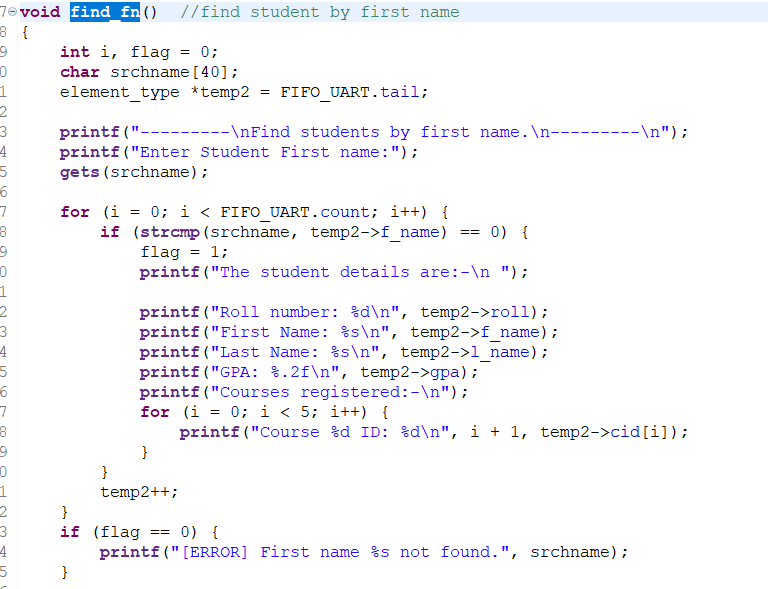 7 void find_fn()  //find student by first name
8 {
9     int i, flag = 0;
0     char srchname[40];
1     element_type *temp2 = FIFO_UART.tail;
2
3     printf("---------\nFind students by first name.\n---------\n");
4     printf("Enter Student First name:");
5     gets(srchname);
6
7     for (i = 0; i < FIFO_UART.count; i++) {
8         if (strcmp(srchname, temp2->f_name) == 0) {
9             flag = 1;
0             printf("The student details are:-\n ");
1
2             printf("Roll number: %d\n", temp2->roll);
3             printf("First Name: %s\n", temp2->f_name);
4             printf("Last Name: %s\n", temp2->l_name);
5             printf("GPA: %.2f\n", temp2->gpa);
6             printf("Courses registered:-\n");
7             for (i = 0; i < 5; i++) {
8                 printf("Course %d ID: %d\n", i + 1, temp2->cid[i]);
9             }
0         }
1         temp2++;
2     }
3     if (flag == 0) {
4         printf("[ERROR] First name %s not found.", srchname);
5     }